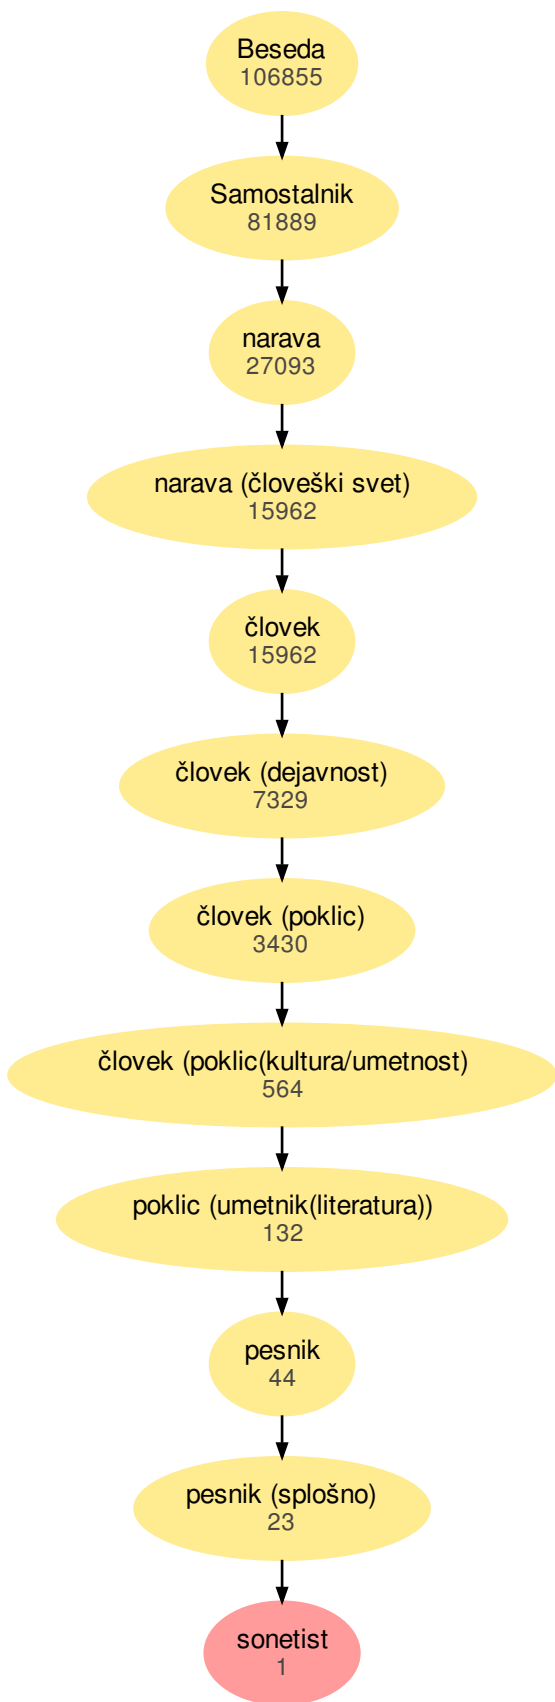 Beseda
106855
Samostalnik
81889
narava
27093
narava (človeški svet)
15962
človek
15962
človek (dejavnost)
7329
človek (poklic)
3430
človek (poklic(kultura/umetnost)
564
poklic (umetnik(literatura))
132
pesnik
44
pesnik (splošno)
23
sonetist
1